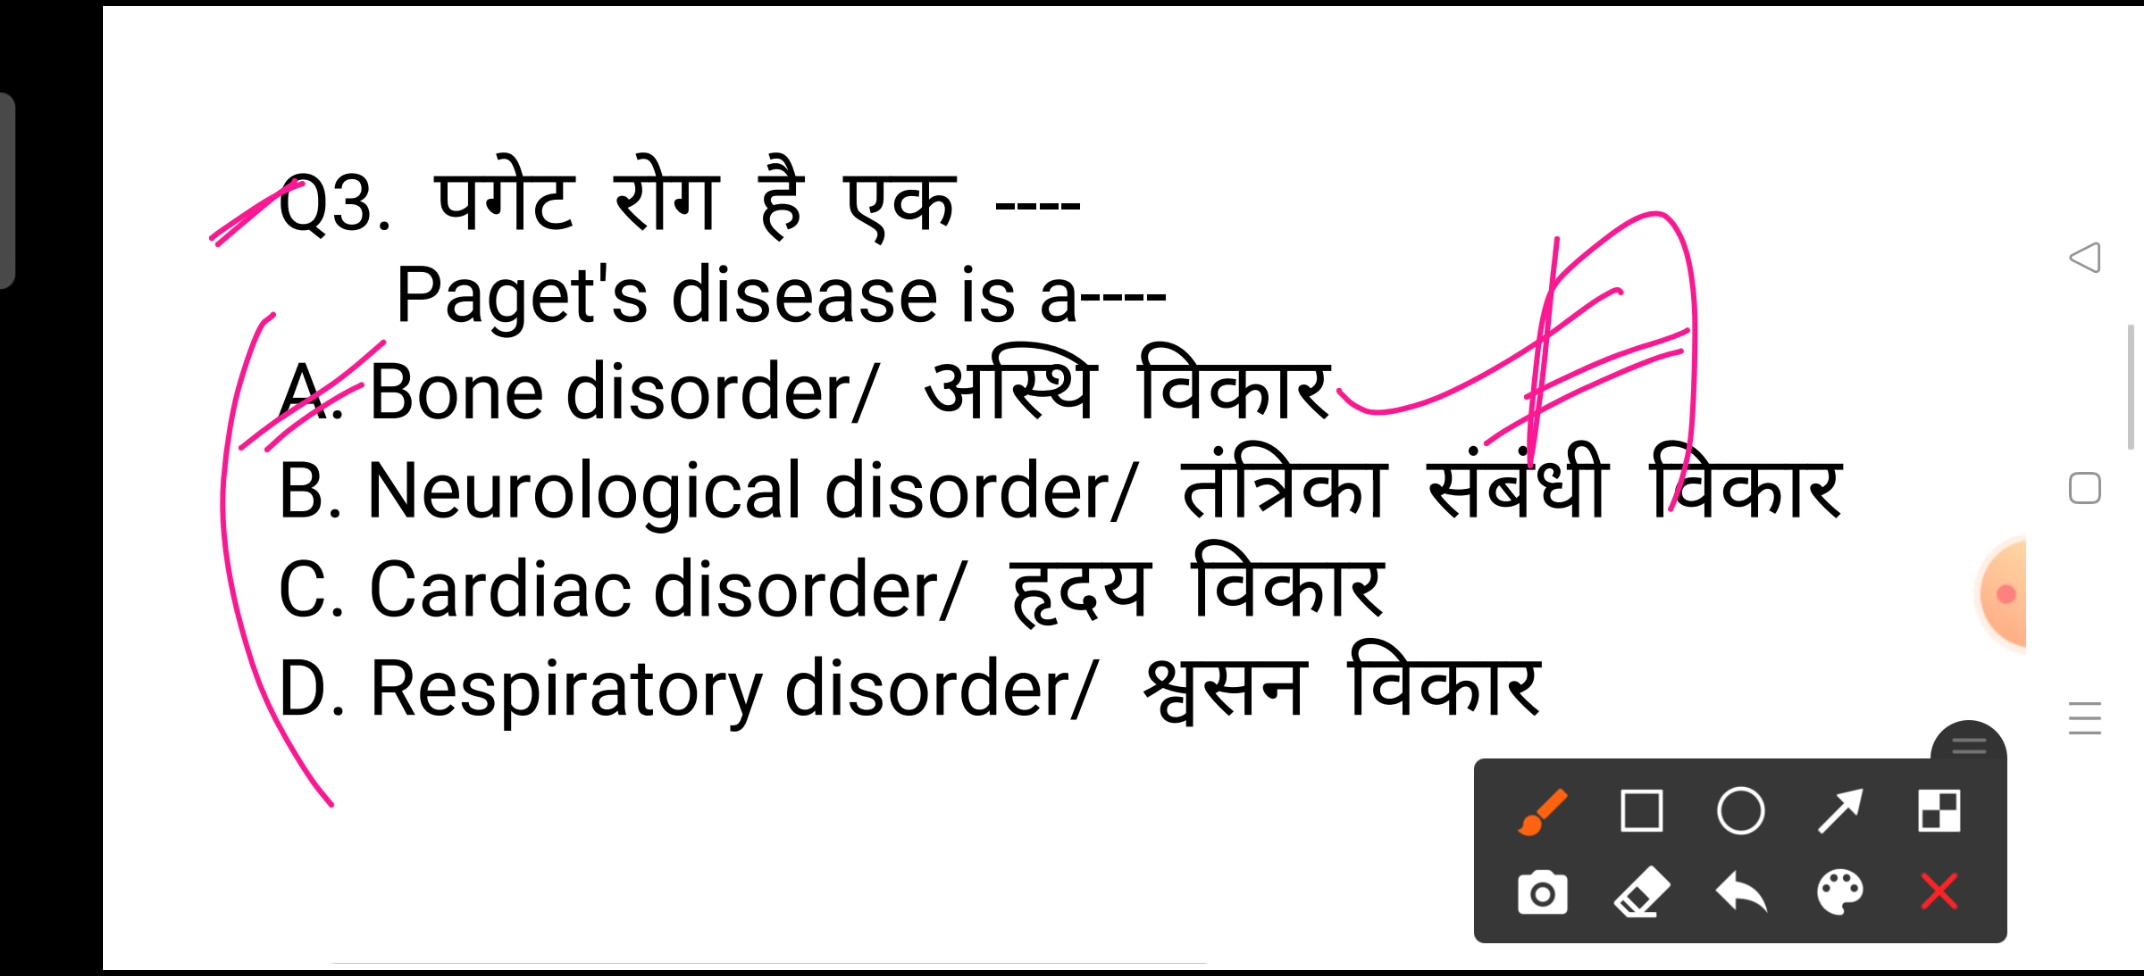 Q3. पगेट रोग है एक ----
Paget's disease is a----
A. Bone disorder/ अस्थि विकार
B. Neurological disorder/ तंत्रिका संबंधी विकार
C. Cardiac disorder/ हृदय विकार
D. Respiratory disorder/ श्वसन विकार